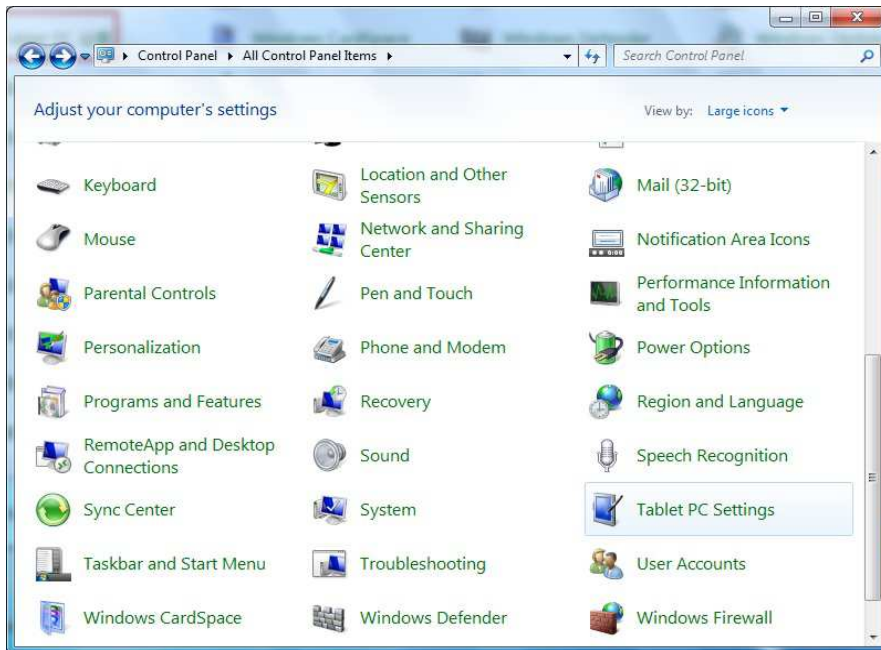 Control Panel All Control Panel Items
Search Control Panel
Adjust your computer's settings
View by: Large icons
Keyboard
Location and Other
Sensors
Mail (32-bit)
Mouse
Network and Sharing
Center
Notification Area Icons
Parental Controls
Pen and Touch
Performance Information
and Tools
Personalization
Phone and Modem
Power Options
Programs and Features
Recovery
Region and Language
RemoteApp and Desktop
Connections
Sound
Speech Recognition
Sync Center
System
Tablet PC Settings
Taskbar and Start Menu
Troubleshooting
User Accounts
Windows CardSpace
Windows Defender
Windows Firewall